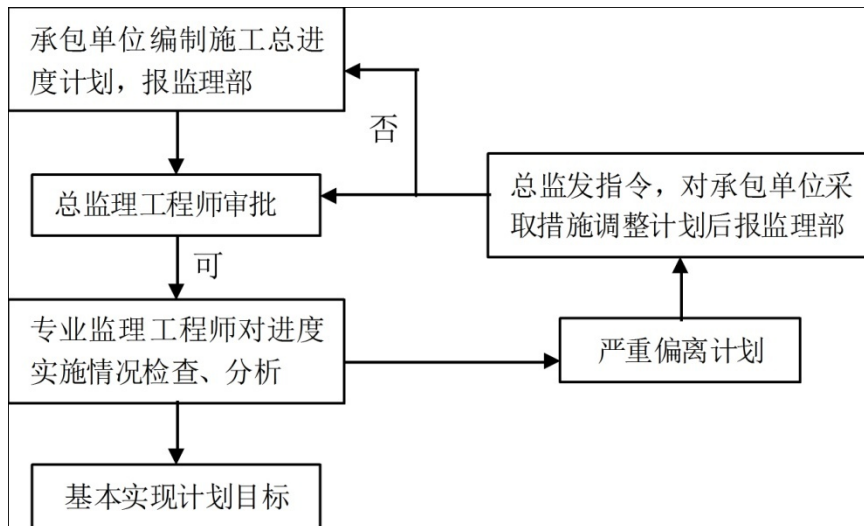 承包单位编制施工总进
度计划，报监理部
否
总监理工程师审批
总监发指令，对承包单位采
取措施调整计划后报监理部
可
专业监理工程师对进度
实施情况检查、分析
严重偏离计划
基本实现计划目标